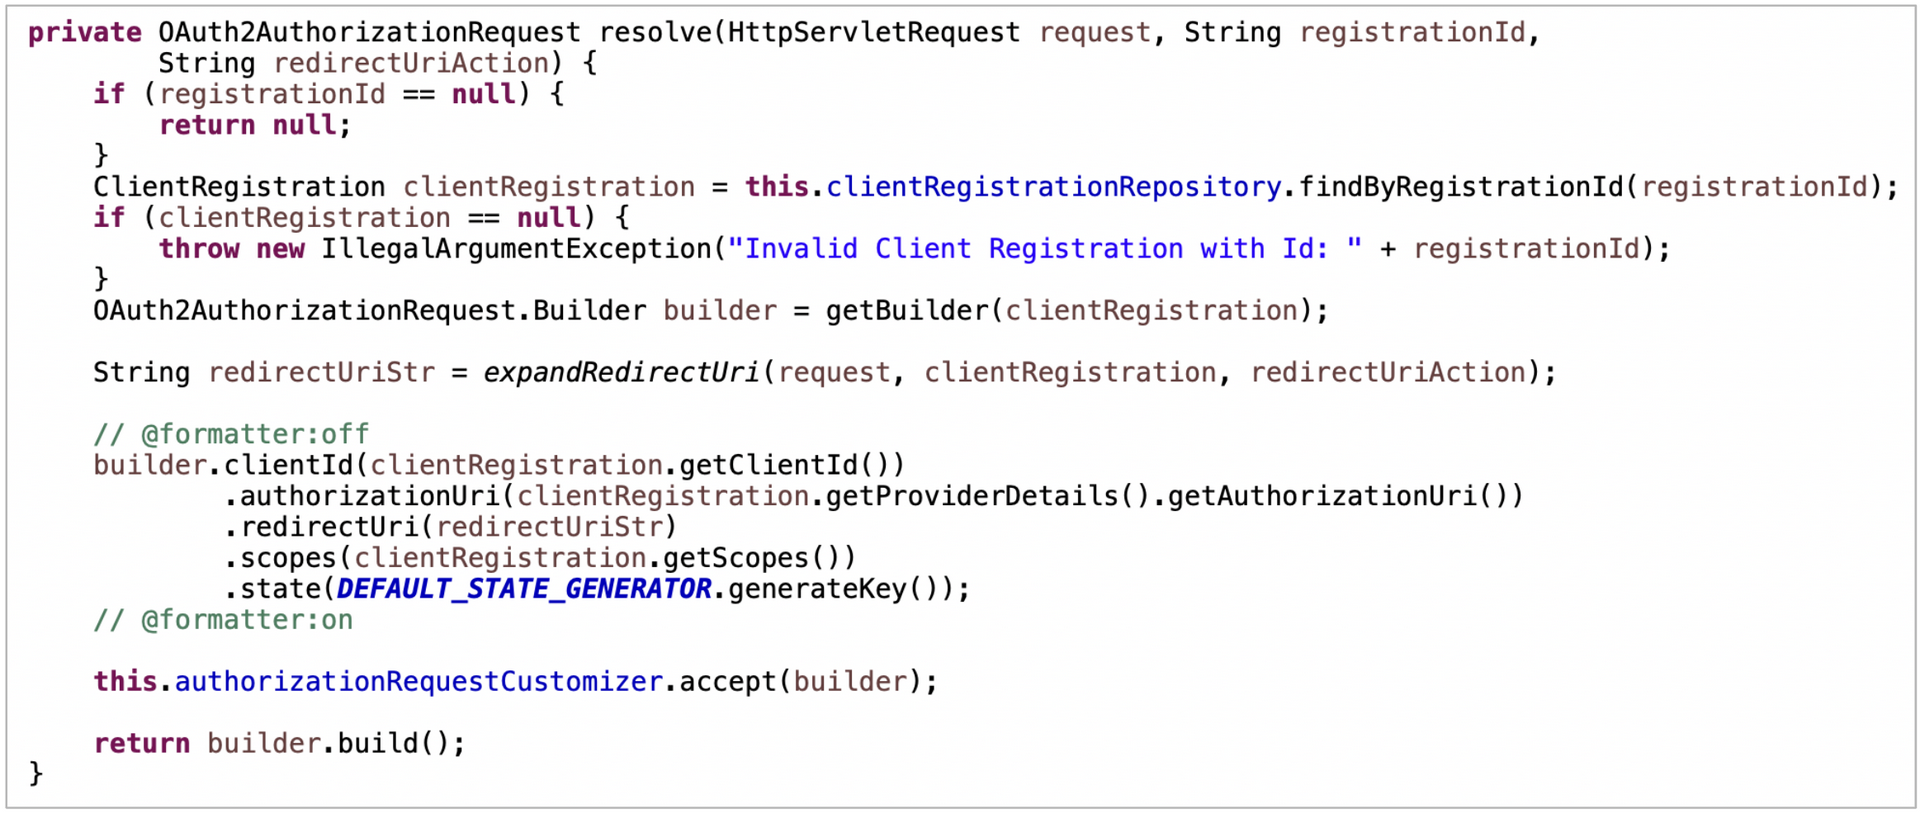 private OAuth2AuthorizationRequest resolve(HttpServletRequest request, String registrationId,
        String redirectUriAction) {
    if (registrationId == null) {
        return null;
    }
    ClientRegistration clientRegistration = this.clientRegistrationRepository.findByRegistrationId(registrationId);
    if (clientRegistration == null) {
        throw new IllegalArgumentException("Invalid Client Registration with Id: " + registrationId);
    }
    OAuth2AuthorizationRequest.Builder builder = getBuilder(clientRegistration);

    String redirectUriStr = expandRedirectUri(request, clientRegistration, redirectUriAction);

    // @formatter:off
    builder.clientId(clientRegistration.getClientId())
            .authorizationUri(clientRegistration.getProviderDetails().getAuthorizationUri())
            .redirectUri(redirectUriStr)
            .scopes(clientRegistration.getScopes())
            .state(DEFAULT_STATE_GENERATOR.generateKey());
    // @formatter:on

    this.authorizationRequestCustomizer.accept(builder);

    return builder.build();
}